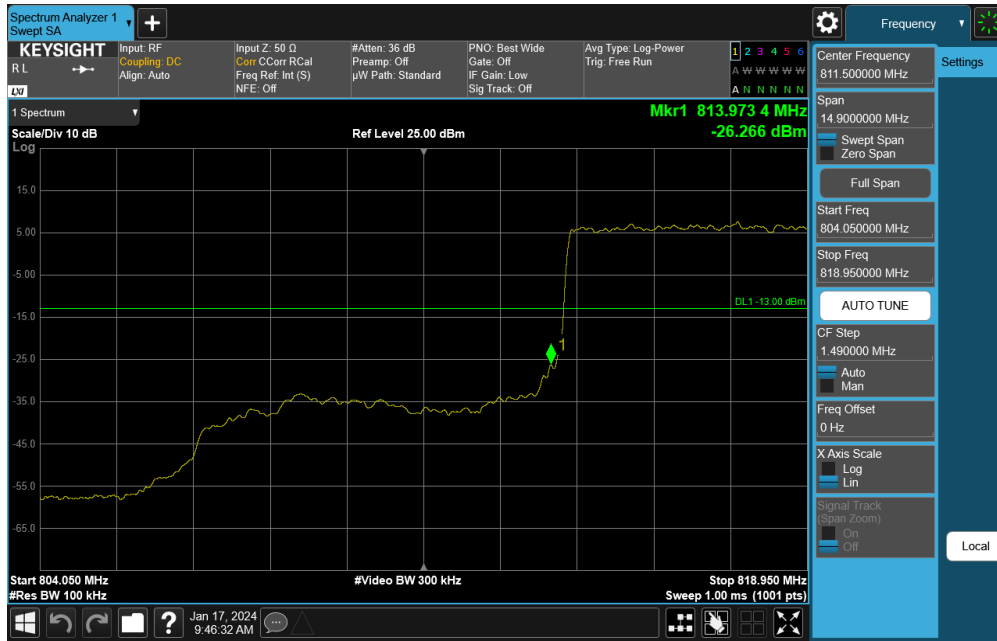 Spectrum Analyzer 1
Swept SA
Frequency
KEYSIGHT
R L
LXI
Input: RF
Coupling: DC
Align: Auto
Input Z: 50 Ω
Corr CCorr RCal
Freq Ref: Int (S)
NFE: Off
#Atten: 36 dB
Preamp: Off
µW Path: Standard
PNO: Best Wide
Gate: Off
IF Gain: Low
Sig Track: Off
Avg Type: Log-Power
Trig: Free Run
1 2 3 4 5 6
A W W W W W
A N N N N N
1 Spectrum
Scale/Div 10 dB
Log
Ref Level 25.00 dBm
Mkr1 813.973 4 MHz
-26.266 dBm
15.0
5.00
-5.00
-15.0
-25.0
-35.0
-45.0
-55.0
-65.0
DL1 -13.00 dBm
1
Start 804.050 MHz
#Res BW 100 kHz
#Video BW 300 kHz
Stop 818.950 MHz
Sweep 1.00 ms (1001 pts)
Center Frequency
811.500000 MHz
Settings
Span
14.9000000 MHz
Swept Span
Zero Span
Full Span
Start Freq
804.050000 MHz
Stop Freq
818.950000 MHz
AUTO TUNE
CF Step
1.490000 MHz
Auto
Man
Freq Offset
0 Hz
X Axis Scale
Log
Lin
Signal Track
(Span Zoom)
On
Off
Local
?
Jan 17, 2024
9:46:32 AM